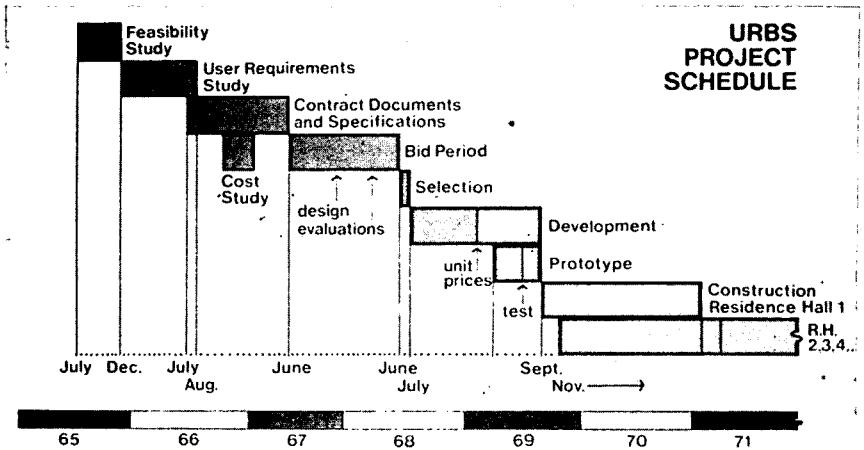 URBS
PROJECT
SCHEDULE
Feasibility
Study
User Requirements
Study
Contract Documents
and Specifications
Bid Period
Cost
Study
Selection
design
evaluations
Development
unit
prices
Prototype
test
Construction
Residence Hall 1
R.H.
2,3,4..
July Dec. July June June Sept.
Aug. July Nov.
65 66 67 68 69 70 71